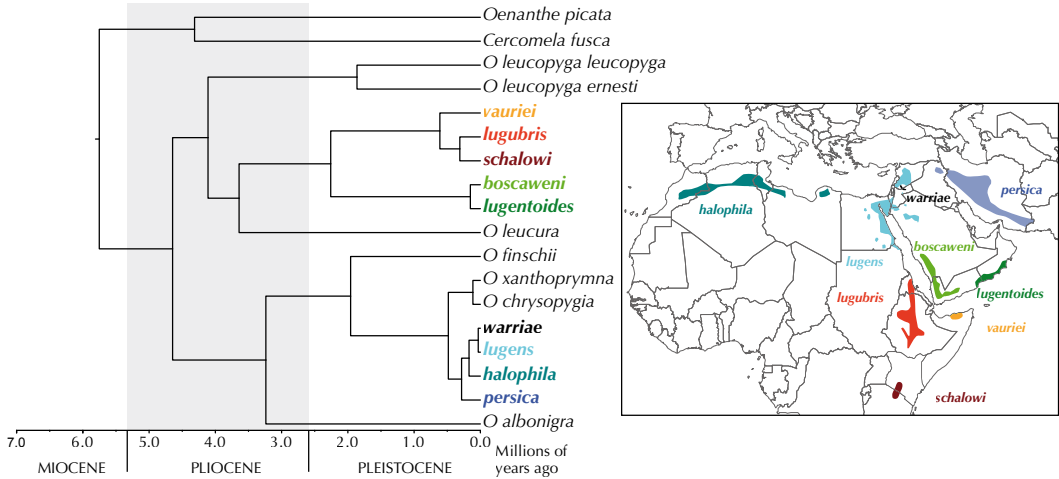 Oenanthe picata
Cercomela fusca
O leucopyga leucopyga
O leucopyga ernesti
vauriei
lugubris
schalowi
boscaweni
lugentoides
O leucura
O finschii
O xanthoprymna
O chrysopygia
warriae
lugens
halophila
persica
O albonigra
7.0 6.0 5.0 4.0 3.0 2.0 1.0 0.0
Millions of
years ago
MIOCENE PLIOCENE PLEISTOCENE
halophila
warriae
persica
lugens
boscaweni
lugubris
lugentoides
vauriei
schalowi